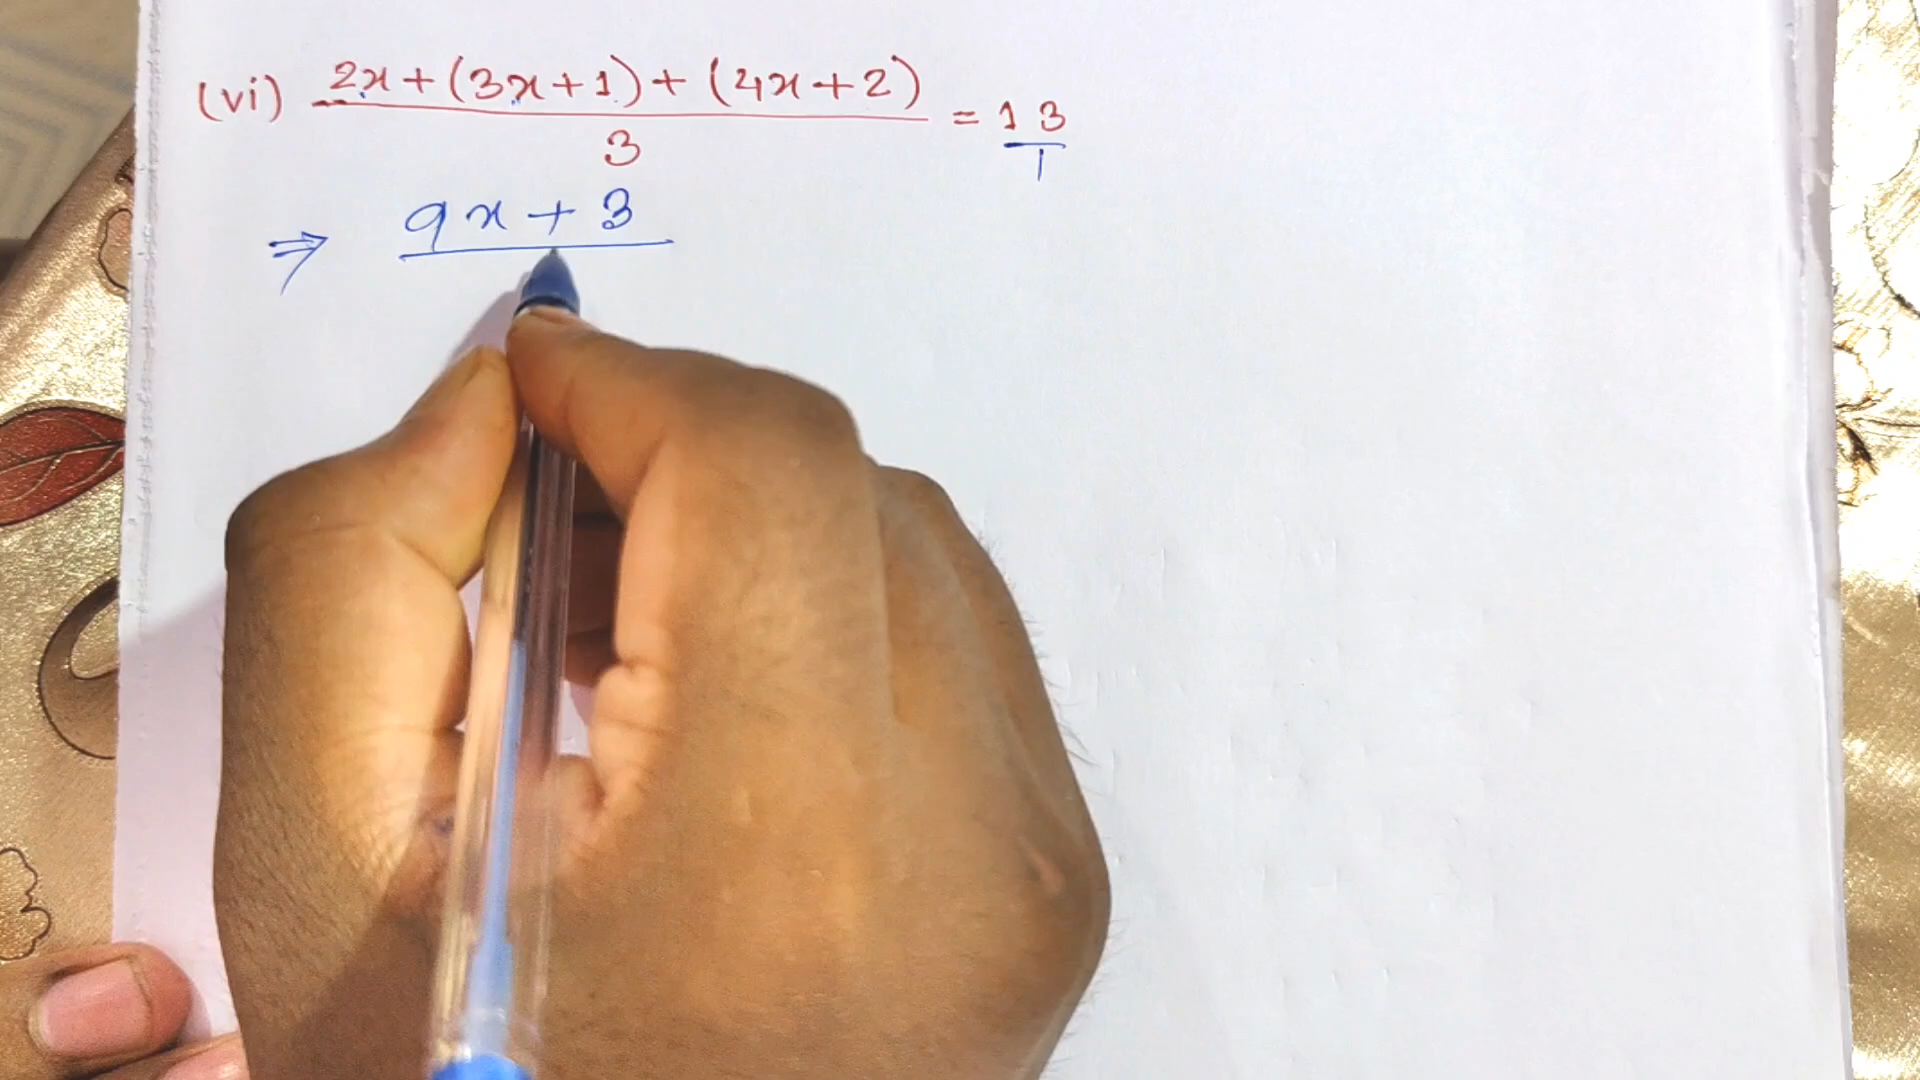 (vi) 2x + (3x + 1) + (4x + 2)
3
= 13
1
⇒ 9x + 3